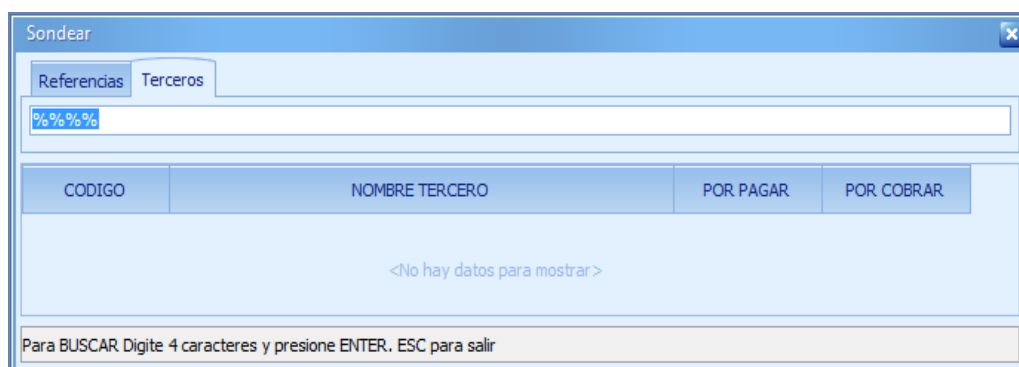 Sondear
Referencias Terceros
%%%%
CODIGO NOMBRE TERCERO POR PAGAR POR COBRAR
<No hay datos para mostrar>
Para BUSCAR Digite 4 caracteres y presione ENTER. ESC para salir